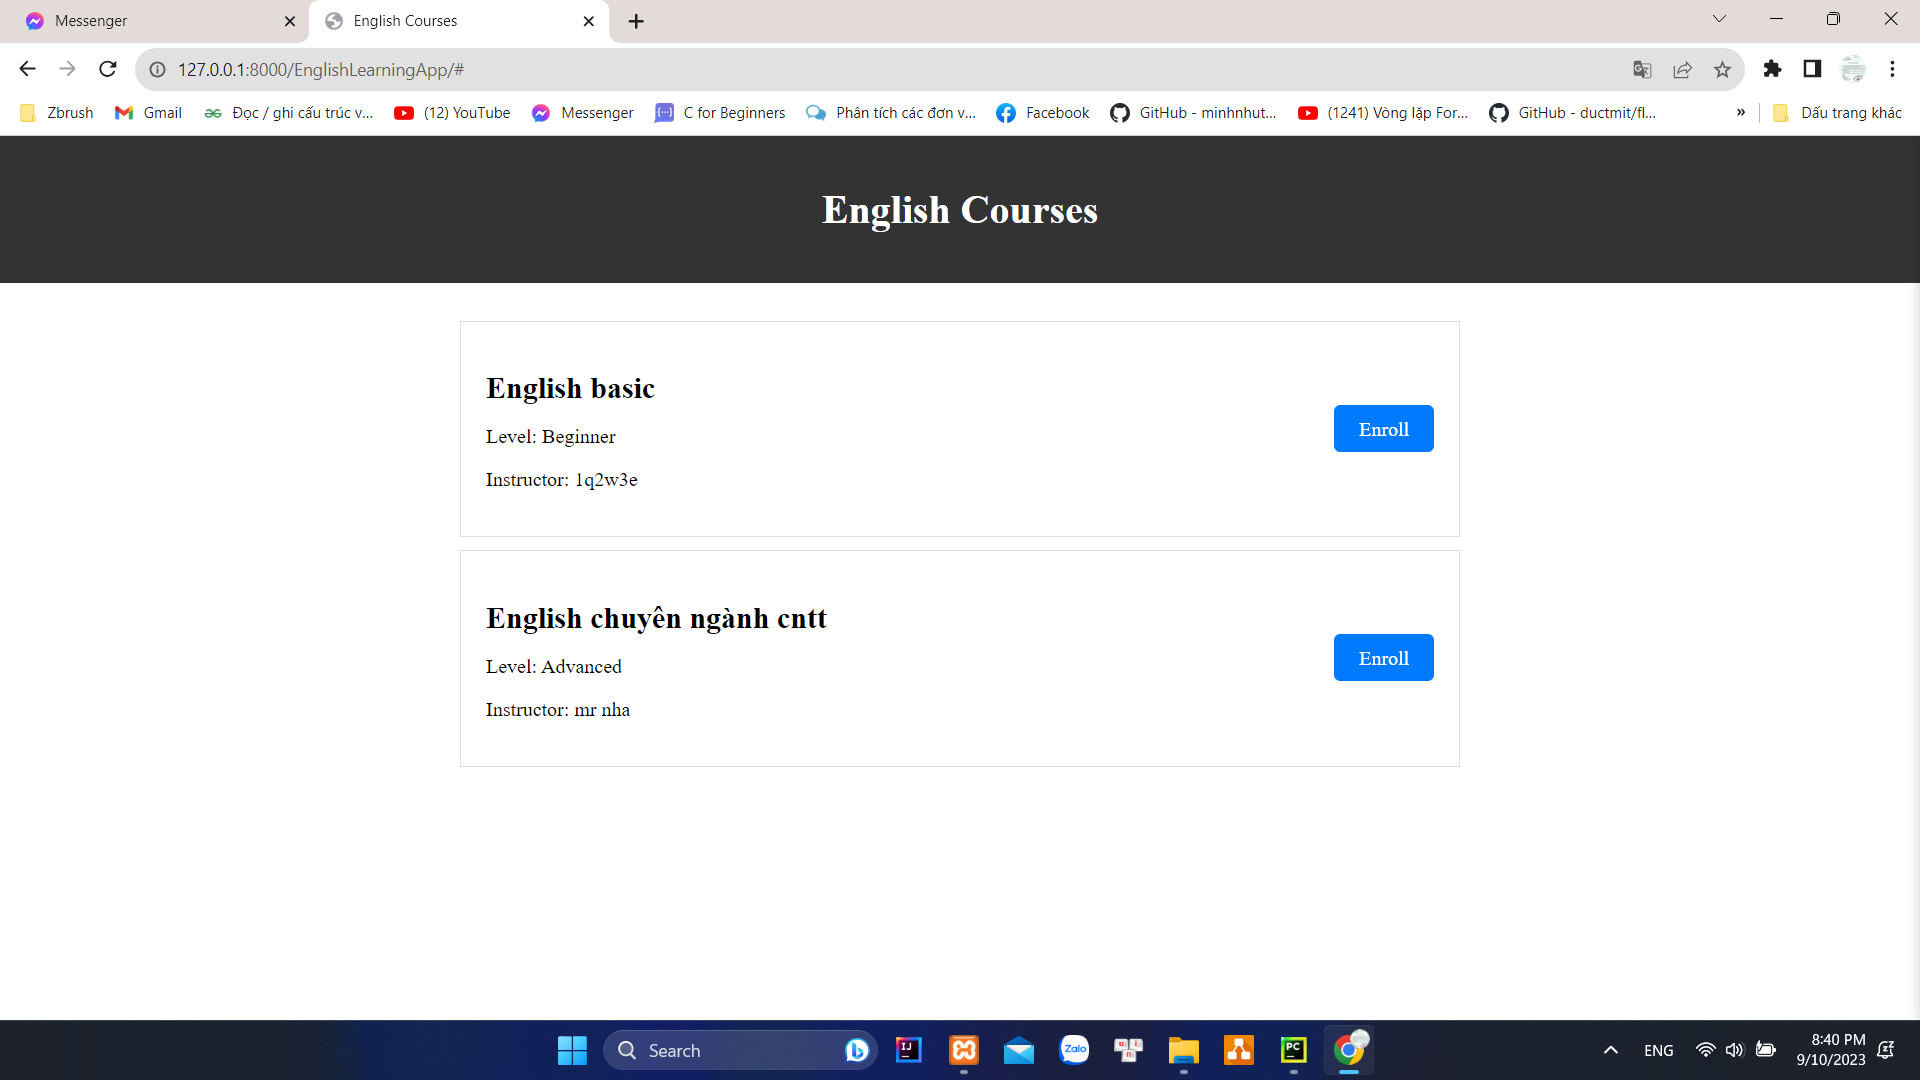 Messenger
English Courses
127.0.0.1:8000/EnglishLearningApp/#
Zbrush
Gmail
Đọc / ghi cấu trúc v...
(12) YouTube
Messenger
C for Beginners
Phân tích các đơn v...
Facebook
GitHub - minhnhut...
(1241) Vòng lặp For...
GitHub - ductmit/fl...
»
Dấu trang khác
English Courses
English basic
Level: Beginner
Instructor: 1q2w3e
Enroll
English chuyên ngành cntt
Level: Advanced
Instructor: mr nha
Enroll
Search
IJ
Zalo
PC
ENG
8:40 PM
9/10/2023